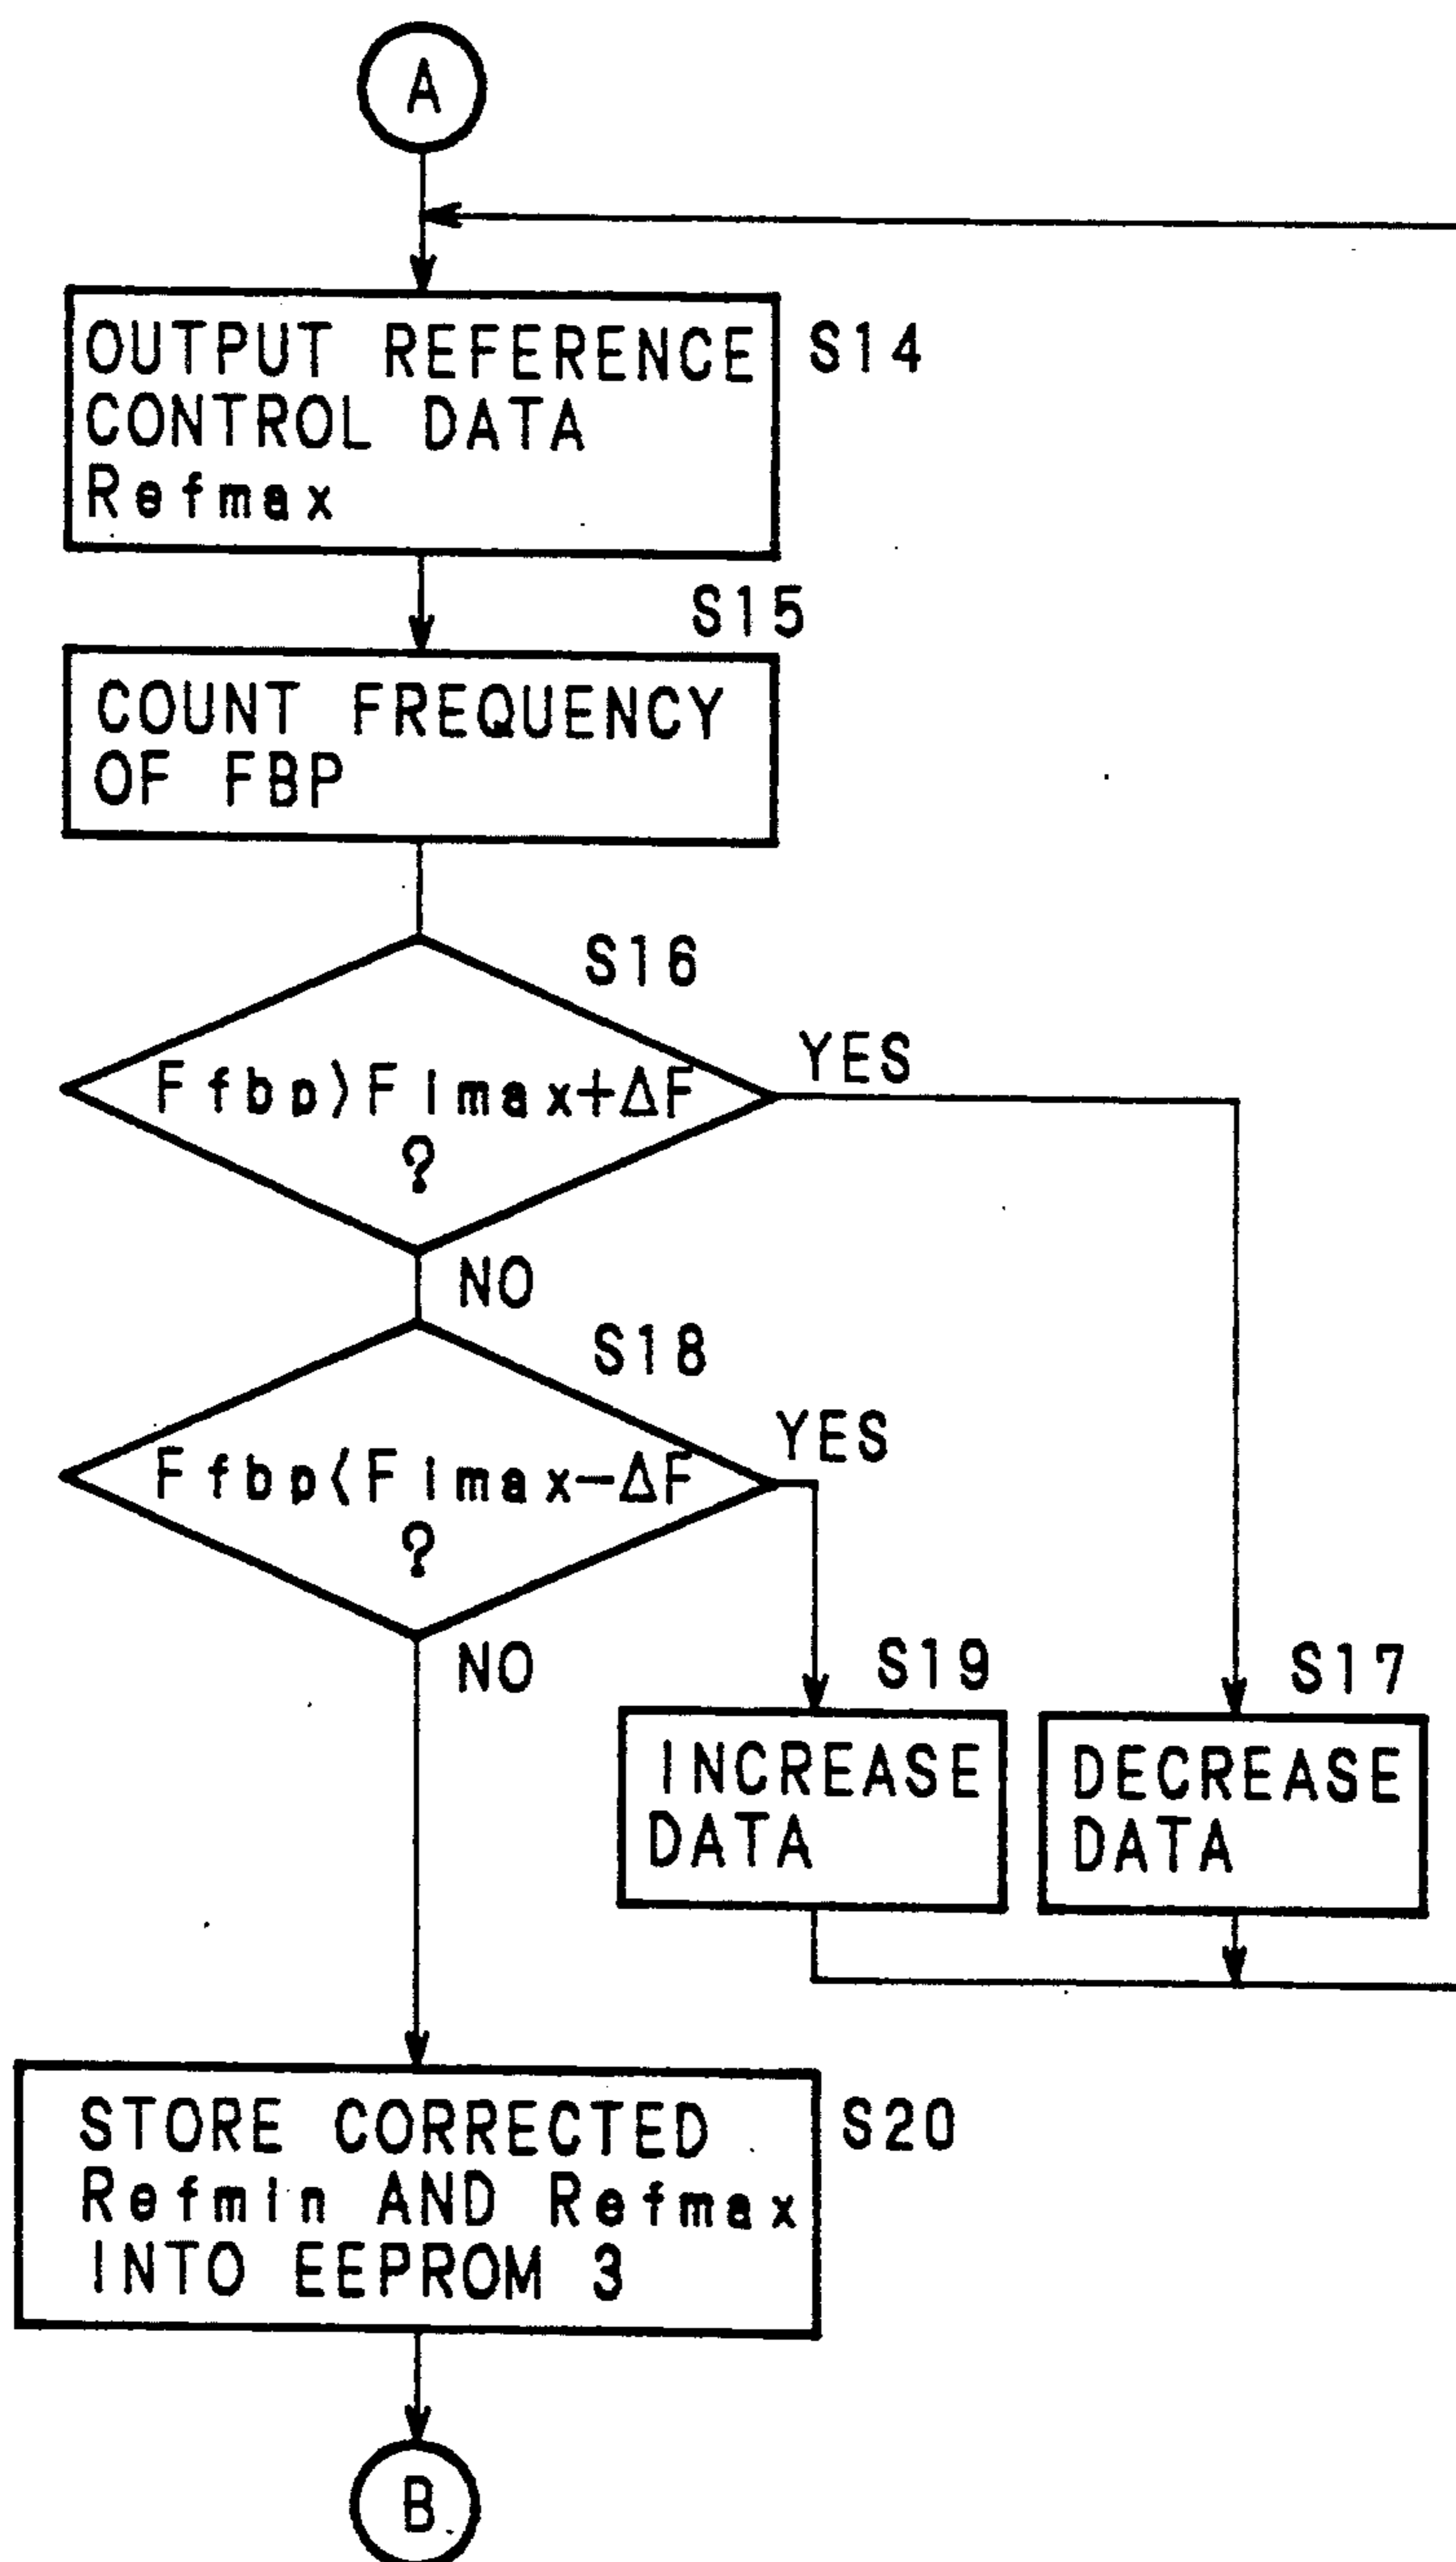 A
OUTPUT REFERENCE S14
CONTROL DATA
Refmax
S15
COUNT FREQUENCY
OF FBP
S16
Ffbp>Fimax+ΔF
?
YES
NO
S18
Ffbp<Fimax-ΔF
?
YES
NO
S19
INCREASE
DATA
S17
DECREASE
DATA
STORE CORRECTED S20
Refmin AND Refmax
INTO EEPROM 3
B